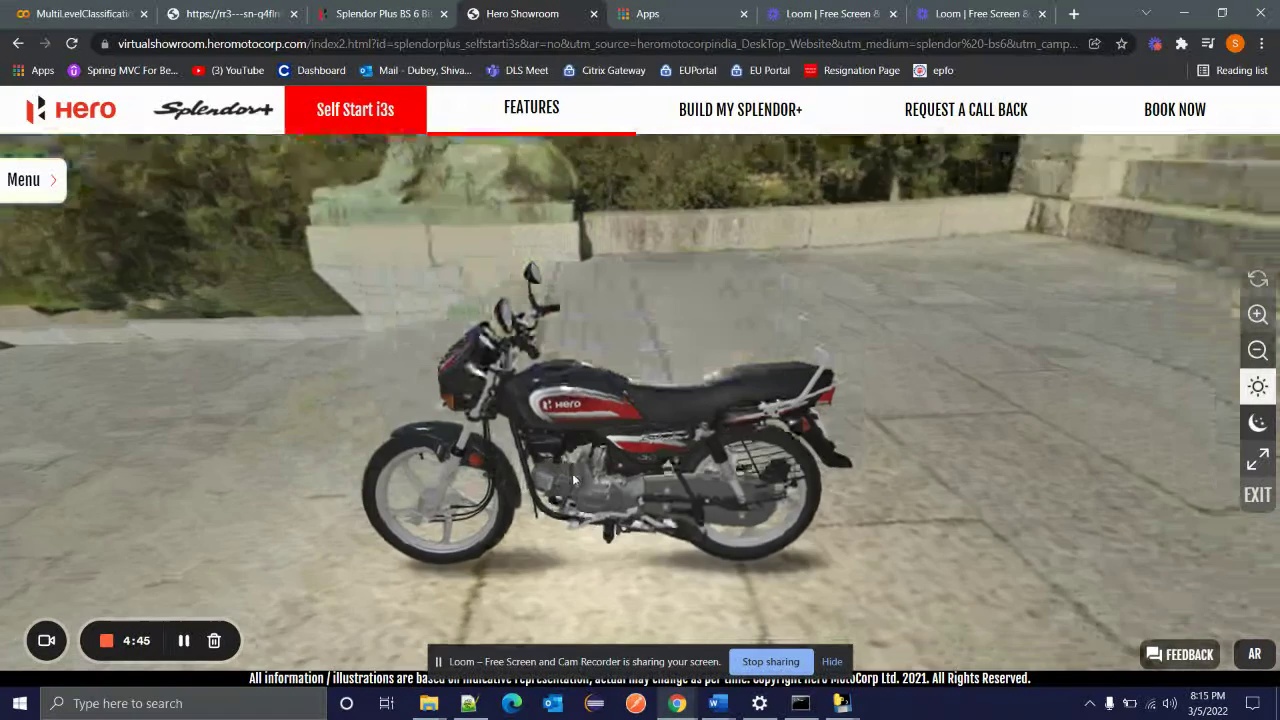 MultiLevelClassificati
https://rr3---sn-q4fln
Splendor Plus BS 6 Bi
Hero Showroom
Apps
Loom | Free Screen &
Loom | Free Screen &
virtualshowroom.heromotocorp.com/index2.html?id=splendorplus_selfstarti3s&at=no&utm_source=heromotocorpindia_DeskTop_Website&utm_medium=splendor%20-bs6&utm_camp...
S
Apps
Spring MVC For Be...
(3) YouTube
Dashboard
Mail - Dubey, Shiva...
DLS Meet
Citrix Gateway
EUPortal
EU Portal
Resignation Page
epfo
Reading list
Hero
Splendor+
Self Start i3s
FEATURES
BUILD MY SPLENDOR+
REQUEST A CALL BACK
BOOK NOW
Menu
Hero
EXIT
4:45
Loom – Free Screen and Cam Recorder is sharing your screen.
Stop sharing
Hide
FEEDBACK
AR
All information / illustrations are based on indicative representation, actual may change as per time. Copyright Hero MotoCorp Ltd. 2021. All Rights Reserved.
Type here to search
8:15 PM
3/5/2022